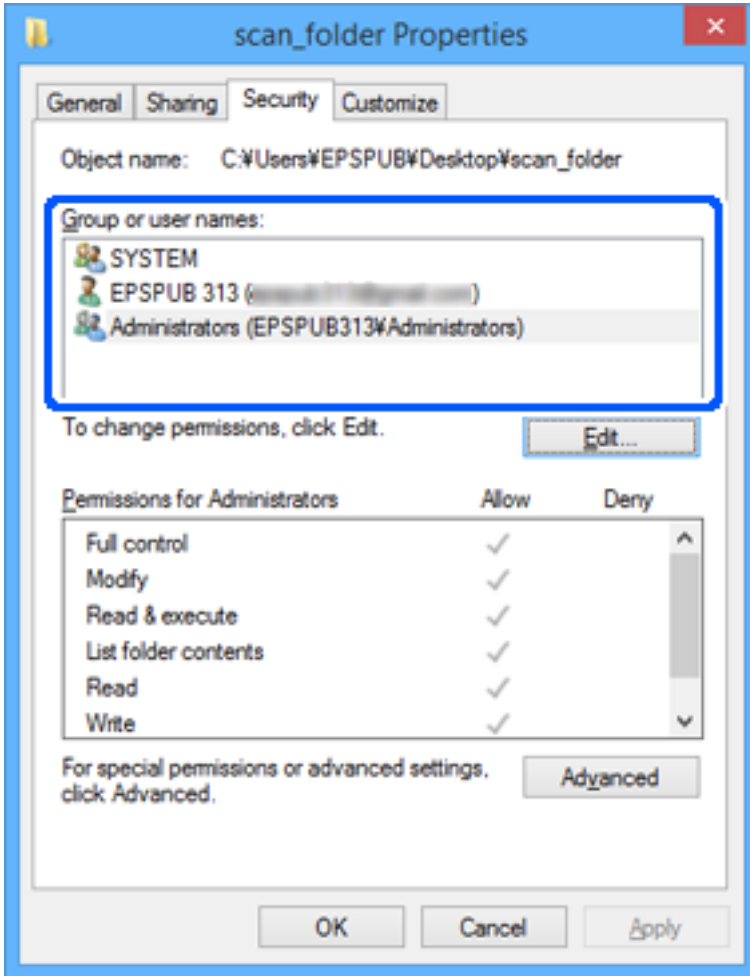 scan_folder Properties
General Sharing Security Customize
Object name: C:¥Users¥EPSPUB¥Desktop¥scan_folder
Group or user names:
SYSTEM
EPSPUB 313 ( )
Administrators (EPSPUB313¥Administrators)
To change permissions, click Edit.
Edit...
Permissions for Administrators Allow Deny
Full control
Modify
Read & execute
List folder contents
Read
Write
For special permissions or advanced settings,
click Advanced.
Advanced
OK Cancel Apply